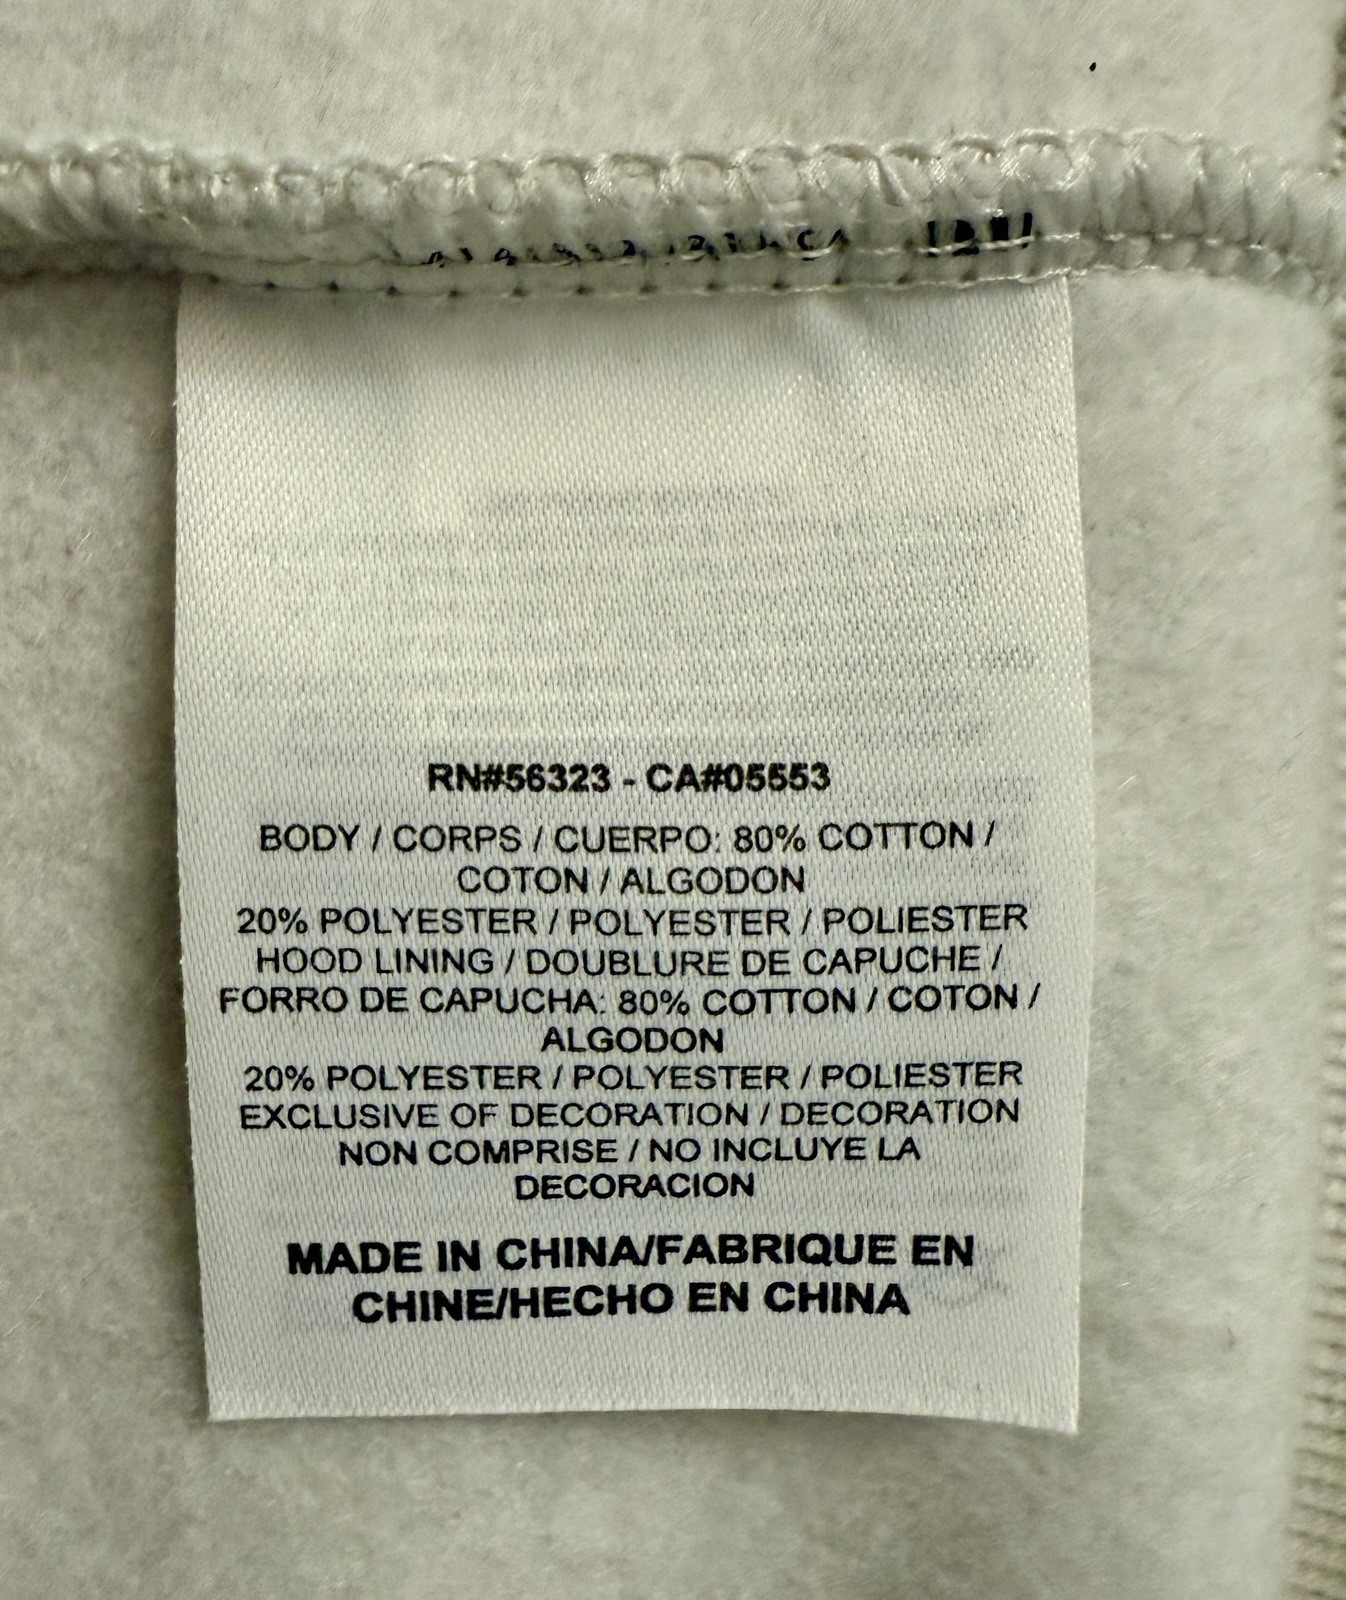 RN#56323 - CA#05553
BODY / CORPS / CUERPO: 80% COTTON /
COTON / ALGODON
20% POLYESTER / POLYESTER / POLIESTER
HOOD LINING / DOUBLURE DE CAPUCHE /
FORRO DE CAPUCHA: 80% COTTON / COTON /
ALGODON
20% POLYESTER / POLYESTER / POLIESTER
EXCLUSIVE OF DECORATION / DECORATION
NON COMPRISE / NO INCLUYE LA
DECORACION
MADE IN CHINA/FABRIQUE EN
CHINE/HECHO EN CHINA